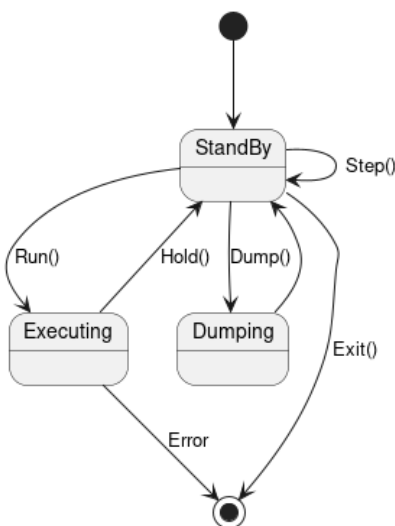 StandBy
Step()
Run()
Hold()
Dump()
Executing
Dumping
Exit()
Error